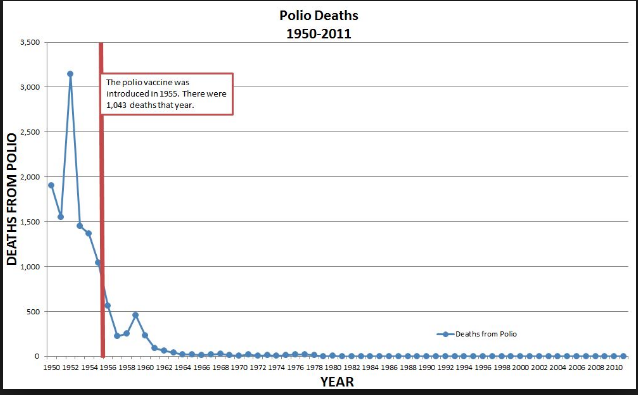 Polio Deaths
1950-2011
3,500
3,000
2,500
2,000
1,500
1,000
500
0
DEATHS FROM POLIO
The polio vaccine was
introduced in 1955. There were
1,043 deaths that year.
Deaths from Polio
1950 1952 1954 1956 1958 1960 1962 1964 1966 1968 1970 1972 1974 1976 1978 1980 1982 1984 1986 1988 1990 1992 1994 1996 1998 2000 2002 2004 2006 2008 2010
YEAR